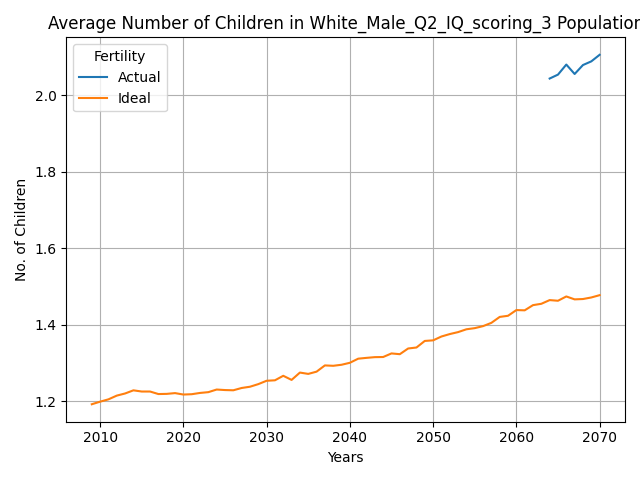 Average Number of Children in White_Male_Q2_IQ_scoring_3 Population
Fertility
Actual
Ideal
No. of Children
2.0
1.8
1.6
1.4
1.2
2010 2020 2030 2040 2050 2060 2070
Years